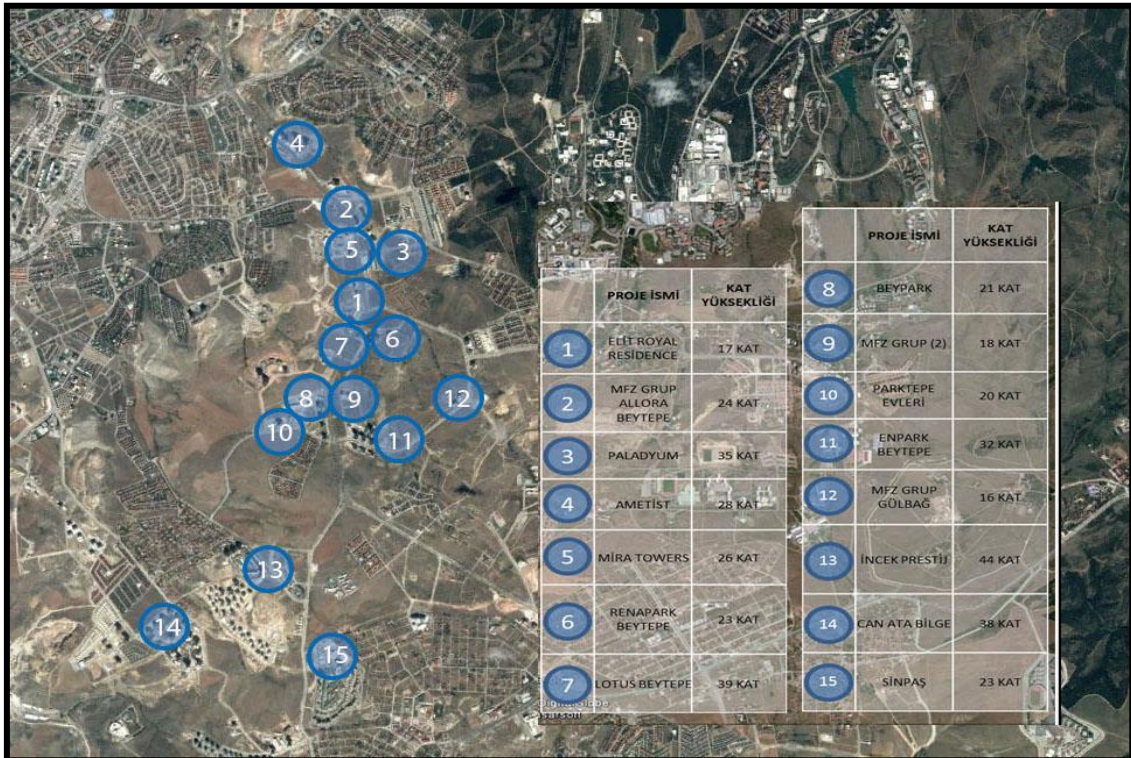 4
2
5
3
1
7
6
8
9
12
10
11
13
14
15
PROJE İSMİ
KAT
YÜKSEKLİĞİ
1
ELİT ROYAL
RESIDENCE
17 KAT
2
MFZ GRUP
ALLORA
BEYTEPE
24 KAT
3
PALADYUM
35 KAT
4
AMETİST
28 KAT
5
MİRA TOWERS
26 KAT
6
RENAPARK
BEYTEPE
23 KAT
7
LOTUS BEYTEPE
39 KAT
PROJE İSMİ
KAT
YÜKSEKLİĞİ
8
BEYPARK
21 KAT
9
MFZ GRUP (2)
18 KAT
10
PARKTEPE
EVLERİ
20 KAT
11
ENPARK
BEYTEPE
32 KAT
12
MFZ GRUP
GÜLBAĞ
16 KAT
13
İNCEK PRESTİJ
44 KAT
14
CAN ATA BİLGE
38 KAT
15
SİNPAŞ
23 KAT